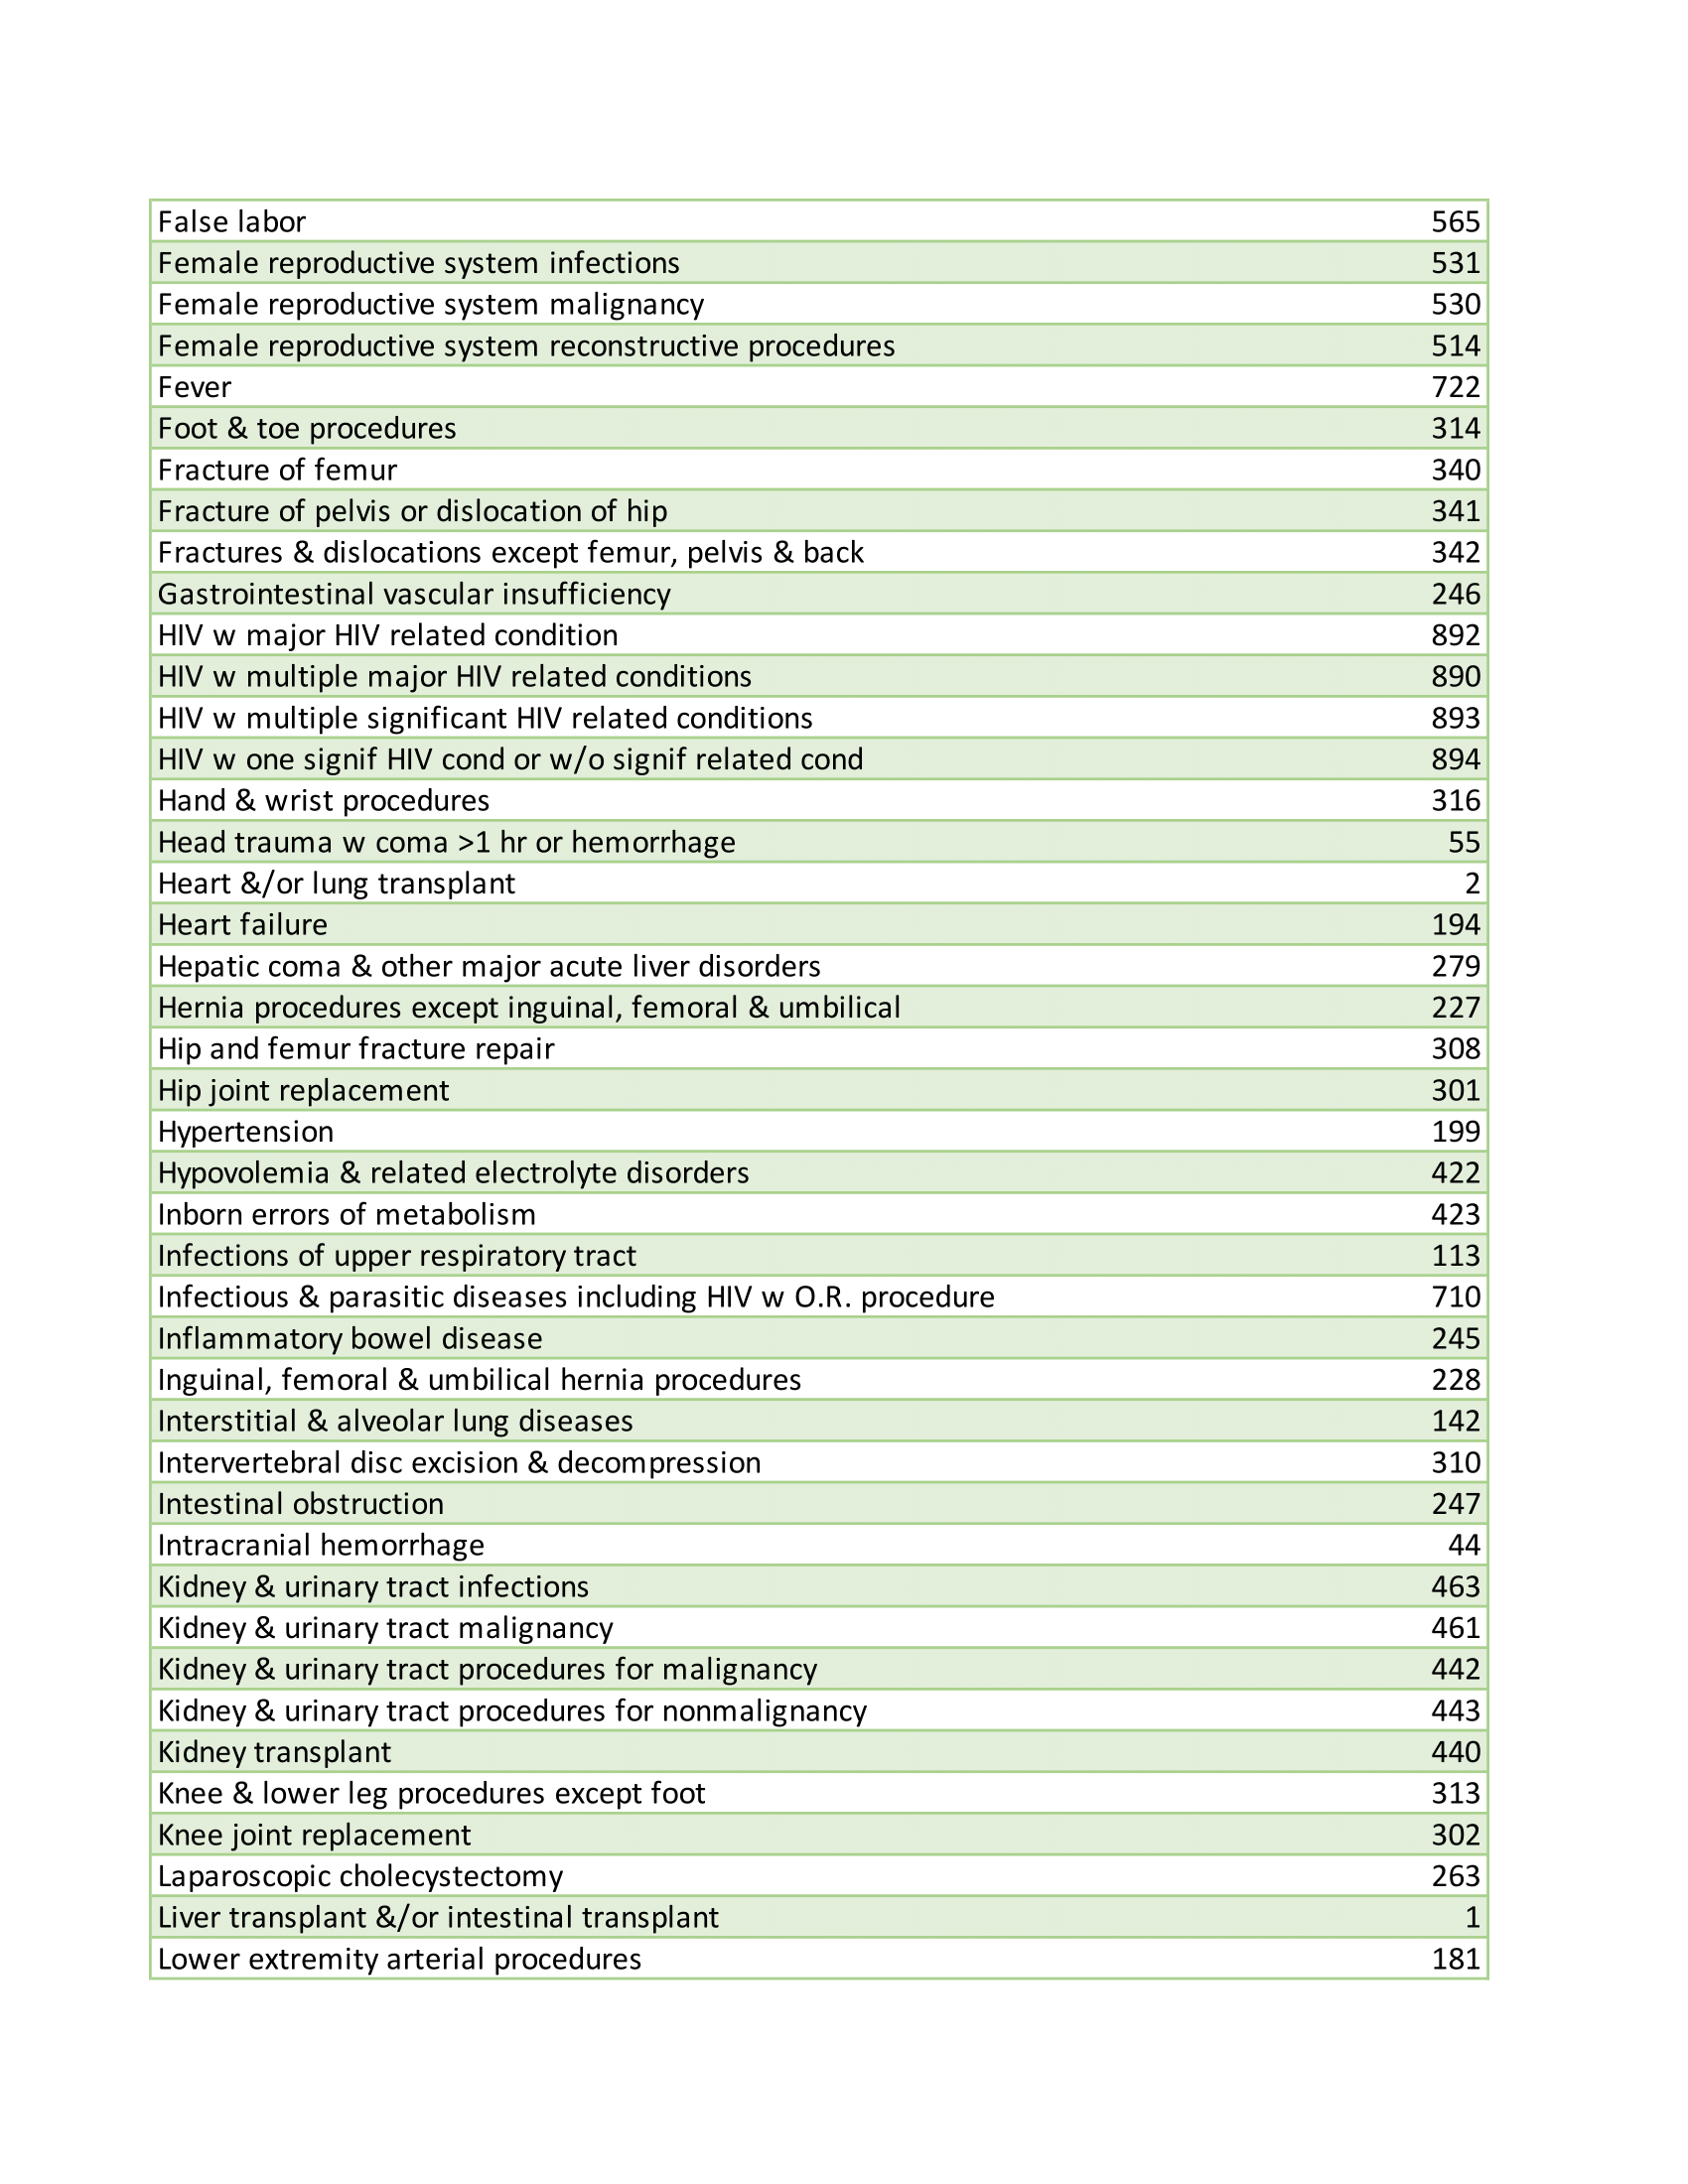 False labor 565
Female reproductive system infections 531
Female reproductive system malignancy 530
Female reproductive system reconstructive procedures 514
Fever 722
Foot & toe procedures 314
Fracture of femur 340
Fracture of pelvis or dislocation of hip 341
Fractures & dislocations except femur, pelvis & back 342
Gastrointestinal vascular insufficiency 246
HIV w major HIV related condition 892
HIV w multiple major HIV related conditions 890
HIV w multiple significant HIV related conditions 893
HIV w one signif HIV cond or w/o signif related cond 894
Hand & wrist procedures 316
Head trauma w coma >1 hr or hemorrhage 55
Heart &/or lung transplant 2
Heart failure 194
Hepatic coma & other major acute liver disorders 279
Hernia procedures except inguinal, femoral & umbilical 227
Hip and femur fracture repair 308
Hip joint replacement 301
Hypertension 199
Hypovolemia & related electrolyte disorders 422
Inborn errors of metabolism 423
Infections of upper respiratory tract 113
Infectious & parasitic diseases including HIV w O.R. procedure 710
Inflammatory bowel disease 245
Inguinal, femoral & umbilical hernia procedures 228
Interstitial & alveolar lung diseases 142
Intervertebral disc excision & decompression 310
Intestinal obstruction 247
Intracranial hemorrhage 44
Kidney & urinary tract infections 463
Kidney & urinary tract malignancy 461
Kidney & urinary tract procedures for malignancy 442
Kidney & urinary tract procedures for nonmalignancy 443
Kidney transplant 440
Knee & lower leg procedures except foot 313
Knee joint replacement 302
Laparoscopic cholecystectomy 263
Liver transplant &/or intestinal transplant 1
Lower extremity arterial procedures 181